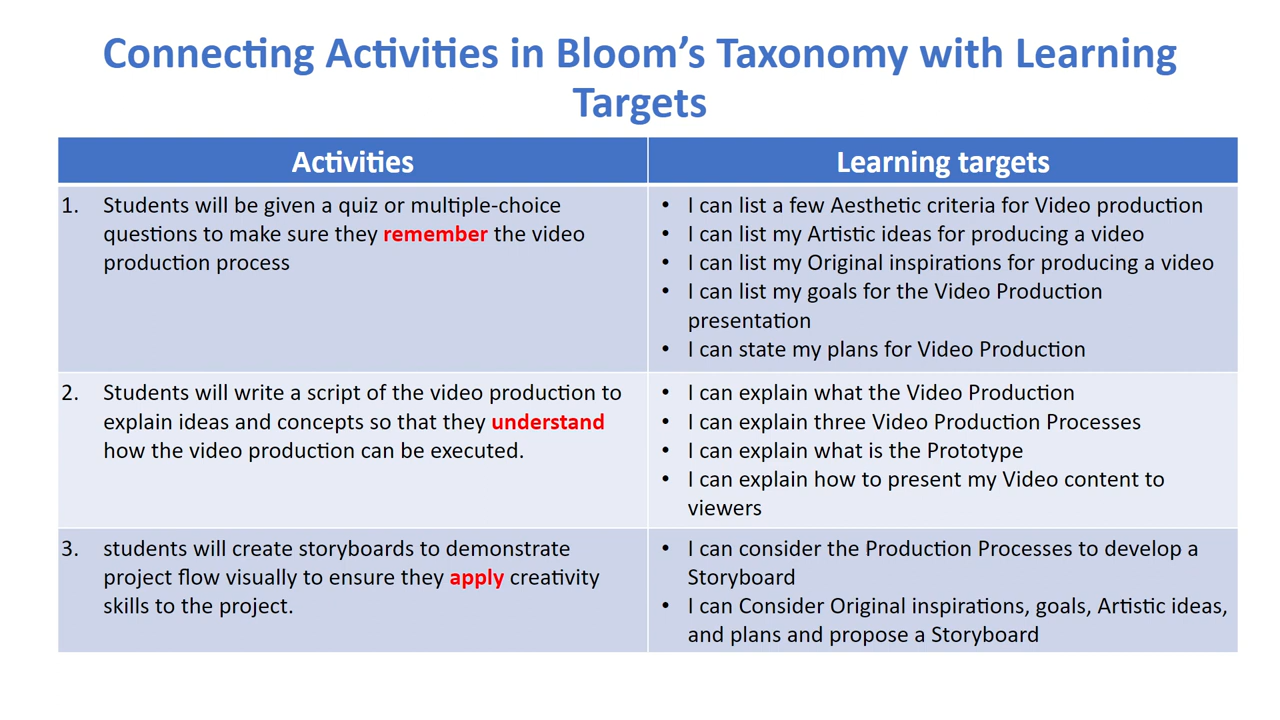 Connecting Activities in Bloom’s Taxonomy with Learning
Targets
Activities
Learning targets
1. Students will be given a quiz or multiple-choice
questions to make sure they remember the video
production process
• I can list a few Aesthetic criteria for Video production
• I can list my Artistic ideas for producing a video
• I can list my Original inspirations for producing a video
• I can list my goals for the Video Production
presentation
• I can state my plans for Video Production
2. Students will write a script of the video production to
explain ideas and concepts so that they understand
how the video production can be executed.
• I can explain what the Video Production
• I can explain three Video Production Processes
• I can explain what is the Prototype
• I can explain how to present my Video content to
viewers
3. students will create storyboards to demonstrate
project flow visually to ensure they apply creativity
skills to the project.
• I can consider the Production Processes to develop a
Storyboard
• I can Consider Original inspirations, goals, Artistic ideas,
and plans and propose a Storyboard